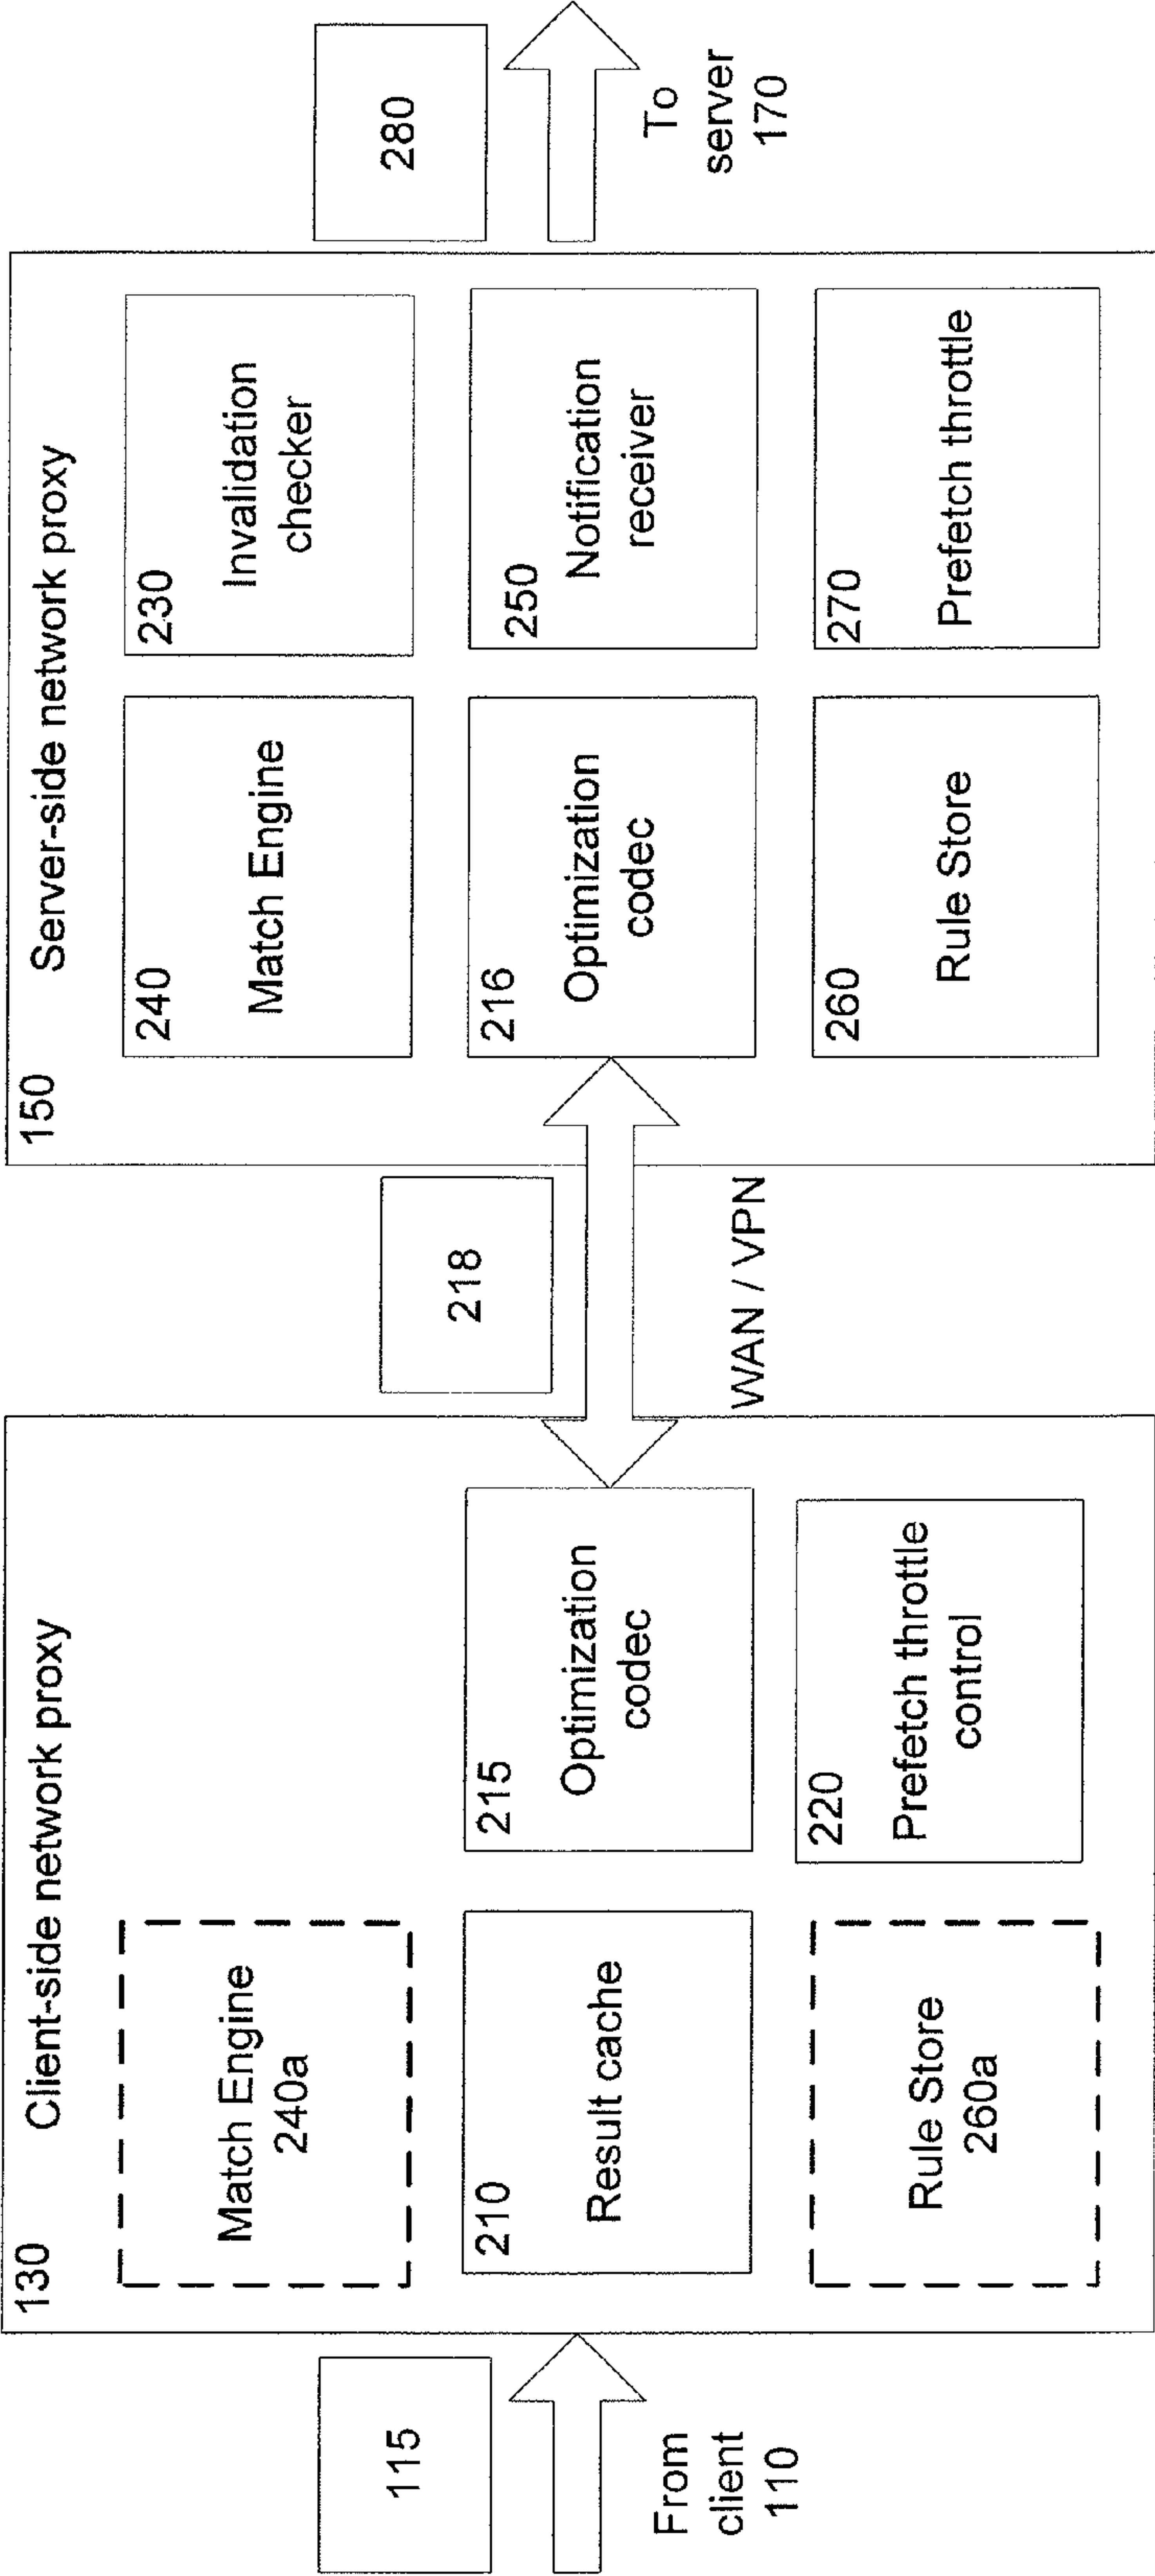 115
From
client
110
130
Client-side network proxy
Match Engine
240a
210
Result cache
215
Optimization
codec
Rule Store
260a
220
Prefetch throttle
control
218
WAN / VPN
150
Server-side network proxy
240
Match Engine
230
Invalidation
checker
216
Optimization
codec
250
Notification
receiver
260
Rule Store
270
Prefetch throttle
280
To
server
170